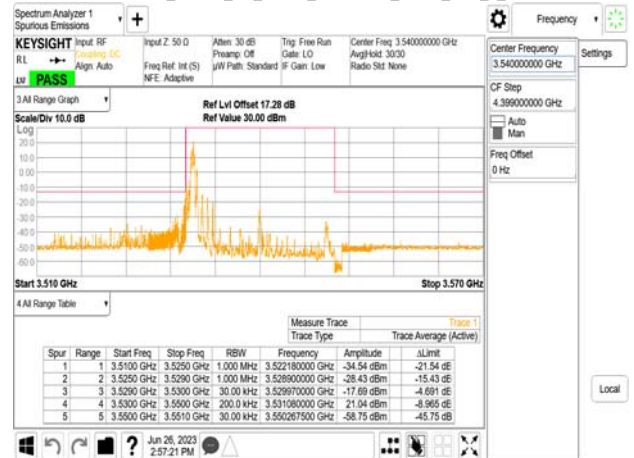 Spectrum Analyzer 1
Spurious Emissions
Frequency
KEYSIGHT Input: RF Input Z: 50 Ω Atten: 30 dB Trig: Free Run Center Freq: 3.540000000 GHz
RL Coupling: DC Preamp: Off Gate: LO Avg|Hold: 30/30
Align: Auto Freq Ref: Int (S) µW Path: Standard IF Gain: Low Radio Std: None
NFE: Adaptive
LU PASS
Center Frequency
3.540000000 GHz
Settings
CF Step
4.399000000 GHz
Auto
Man
Freq Offset
0 Hz
3 All Range Graph
Ref Lvl Offset 17.28 dB
Scale/Div 10.0 dB Ref Value 30.00 dBm
Log
20.0
10.0
0.00
-10.0
-20.0
-30.0
-40.0
-50.0
-60.0
Start 3.510 GHz Stop 3.570 GHz
4 All Range Table
Measure Trace Trace 1
Trace Type Trace Average (Active)
Spur Range Start Freq Stop Freq RBW Frequency Amplitude ΔLimit
1 1 3.5100 GHz 3.5250 GHz 1.000 MHz 3.522180000 GHz -34.54 dBm -21.54 dB
2 2 3.5250 GHz 3.5290 GHz 1.000 MHz 3.528900000 GHz -28.43 dBm -15.43 dB
3 3 3.5290 GHz 3.5300 GHz 30.00 kHz 3.529970000 GHz -17.69 dBm -4.691 dB
4 4 3.5300 GHz 3.5500 GHz 200.0 kHz 3.531080000 GHz 21.04 dBm -8.965 dB
5 5 3.5500 GHz 3.5510 GHz 30.00 kHz 3.550267500 GHz -58.75 dBm -45.75 dB
Local
Jun 26, 2023
2:57:21 PM